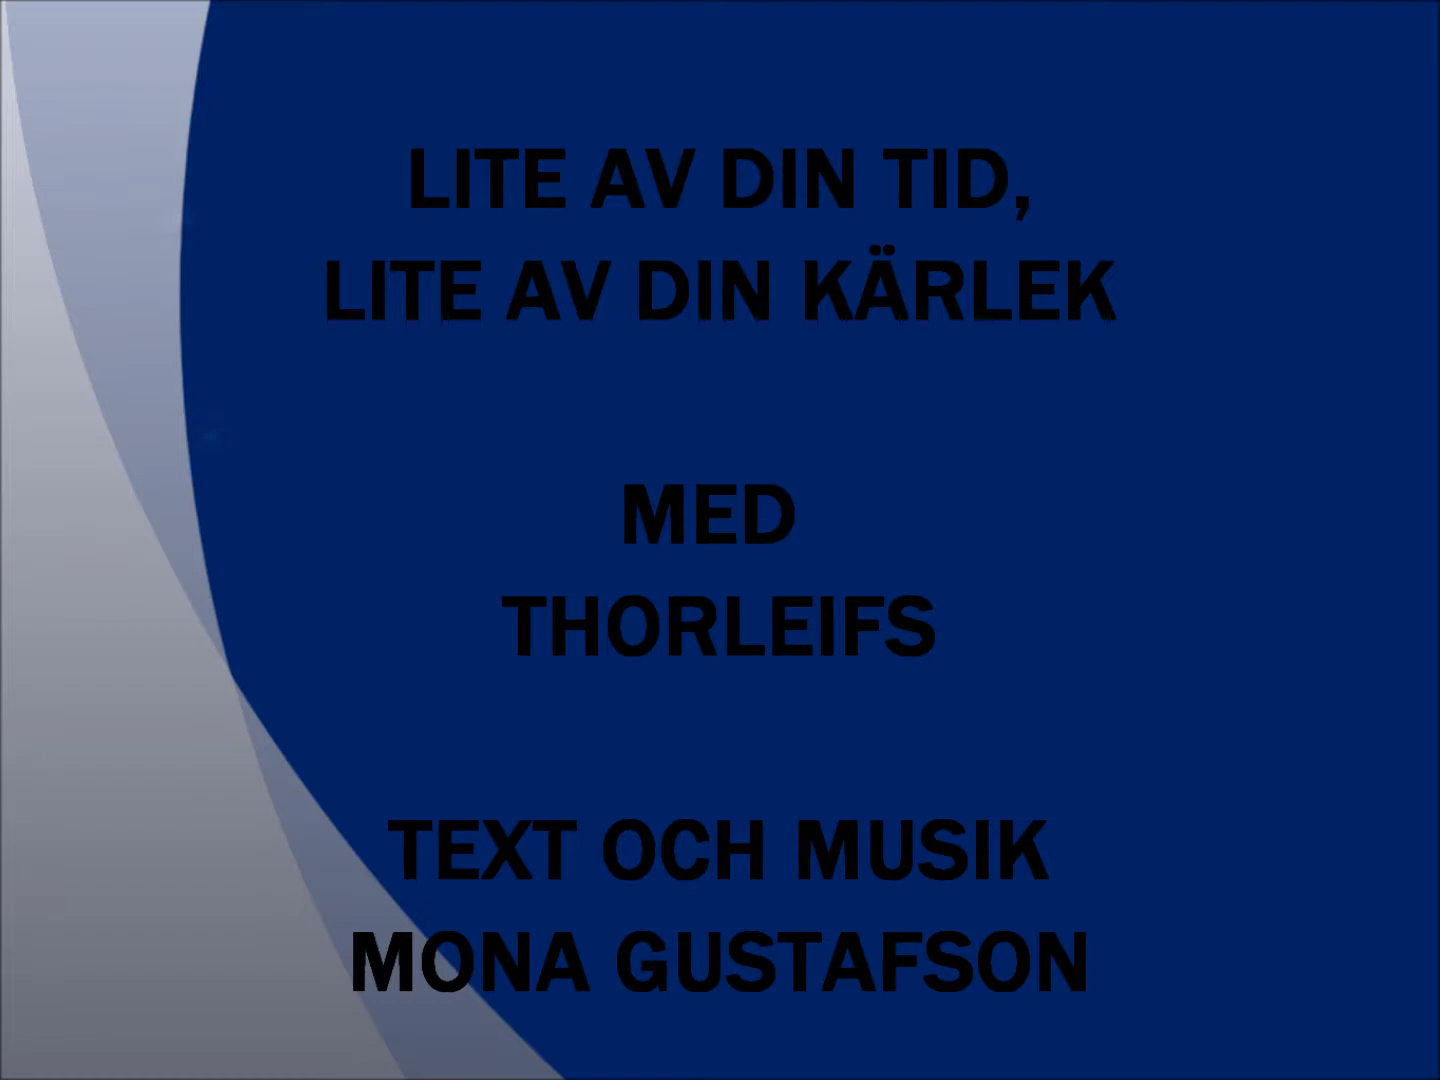 LITE AV DIN TID,
LITE AV DIN KÄRLEK
MED
THORLEIFS
TEXT OCH MUSIK
MONA GUSTAFSON